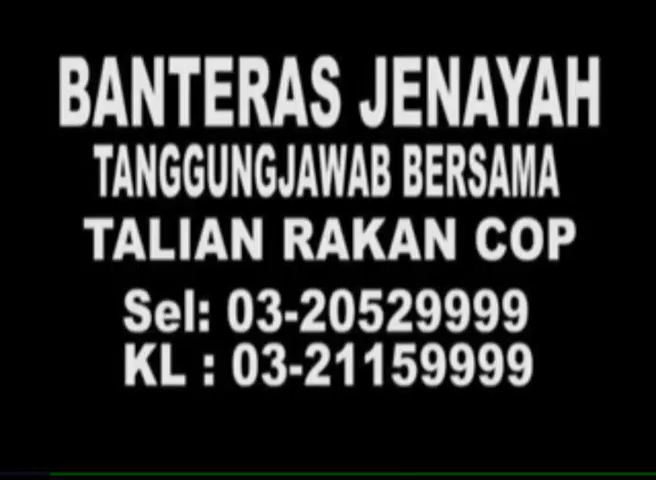 BANTERAS JENAYAH
TANGGUNGJAWAB BERSAMA
TALIAN RAKAN COP
Sel: 03-20529999
KL : 03-21159999